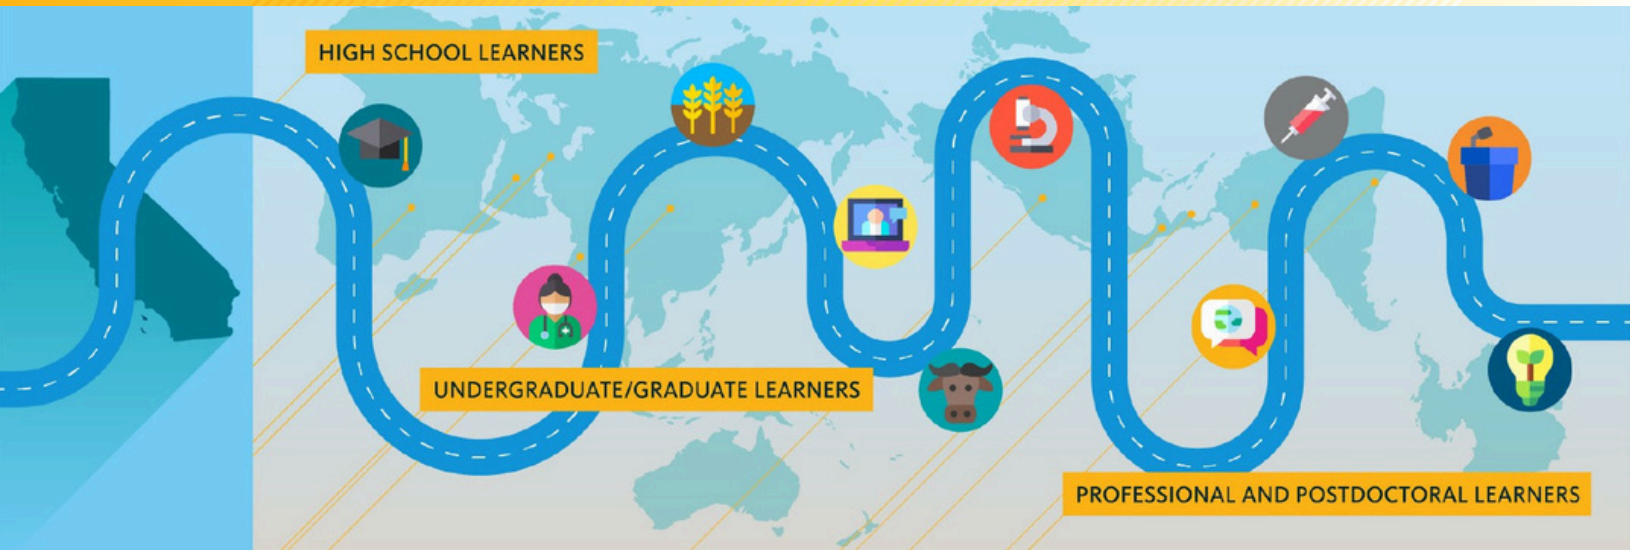 HIGH SCHOOL LEARNERS
UNDERGRADUATE/GRADUATE LEARNERS
PROFESSIONAL AND POSTDOCTORAL LEARNERS